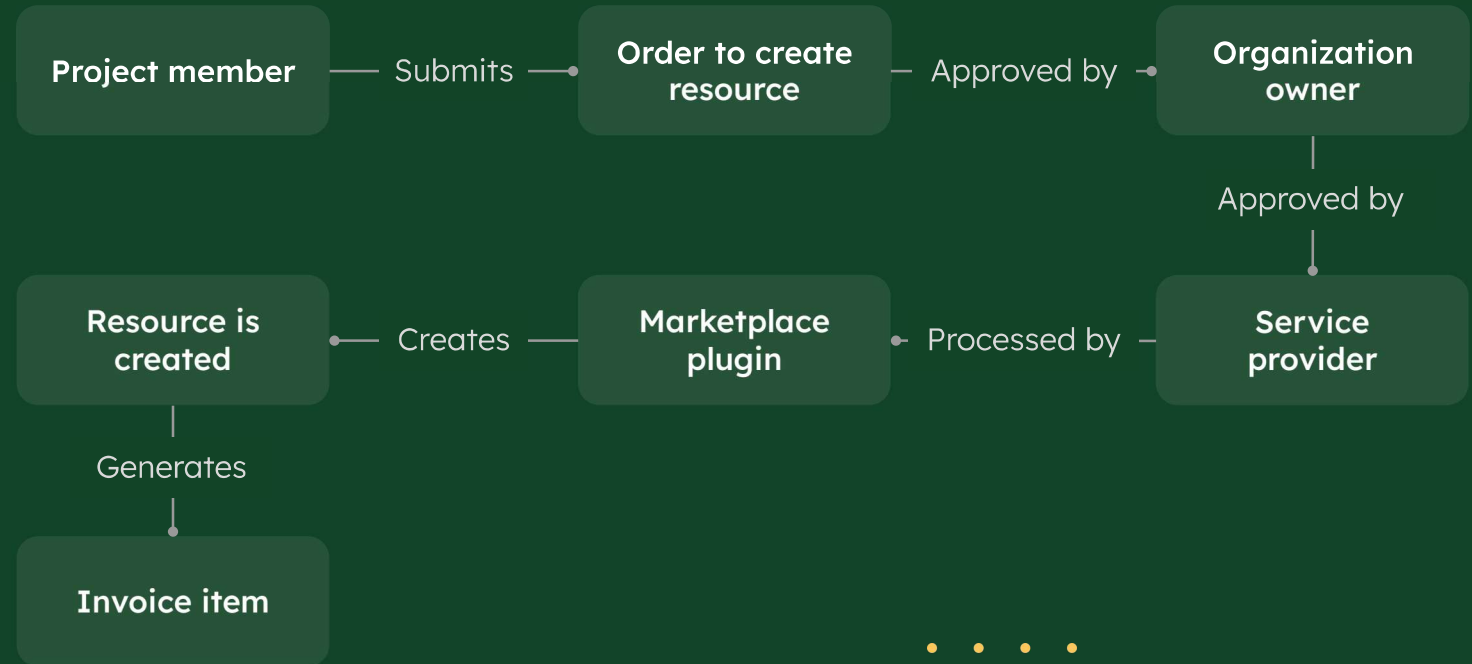 Project member
Submits
Order to create
resource
Approved by
Organization
owner
Approved by
Resource is
created
Creates
Marketplace
plugin
Processed by
Service
provider
Generates
Invoice item